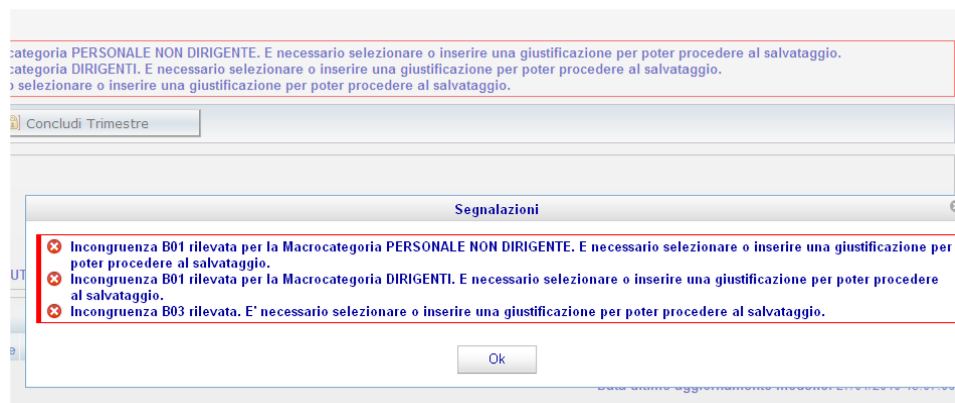 categoria PERSONALE NON DIRIGENTE. E necessario selezionare o inserire una giustificazione per poter procedere al salvataggio.
categoria DIRIGENTI. E necessario selezionare o inserire una giustificazione per poter procedere al salvataggio.
o selezionare o inserire una giustificazione per poter procedere al salvataggio.
Concludi Trimestre
Segnalazioni
Incongruenza B01 rilevata per la Macrocategoria PERSONALE NON DIRIGENTE. E necessario selezionare o inserire una giustificazione per
poter procedere al salvataggio.
Incongruenza B01 rilevata per la Macrocategoria DIRIGENTI. E necessario selezionare o inserire una giustificazione per poter procedere
al salvataggio.
Incongruenza B03 rilevata. E' necessario selezionare o inserire una giustificazione per poter procedere al salvataggio.
UT
e
Ok